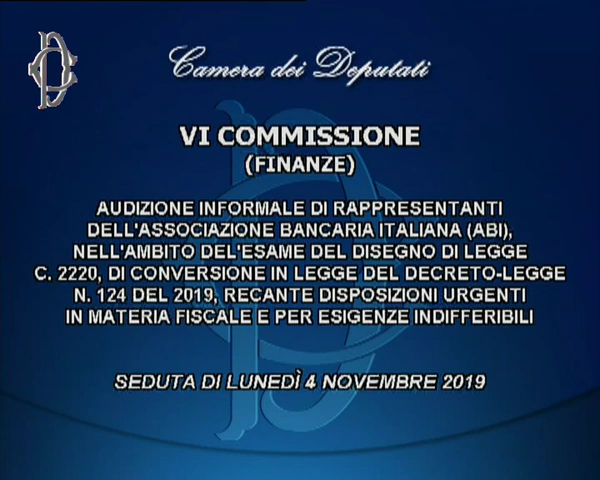 Camera dei Deputati
VI COMMISSIONE
(FINANZE)
AUDIZIONE INFORMALE DI RAPPRESENTANTI
DELL'ASSOCIAZIONE BANCARIA ITALIANA (ABI),
NELL'AMBITO DEL'ESAME DEL DISEGNO DI LEGGE
C. 2220, DI CONVERSIONE IN LEGGE DEL DECRETO-LEGGE
N. 124 DEL 2019, RECANTE DISPOSIZIONI URGENTI
IN MATERIA FISCALE E PER ESIGENZE INDIFFERIBILI
SEDUTA DI LUNEDÌ 4 NOVEMBRE 2019